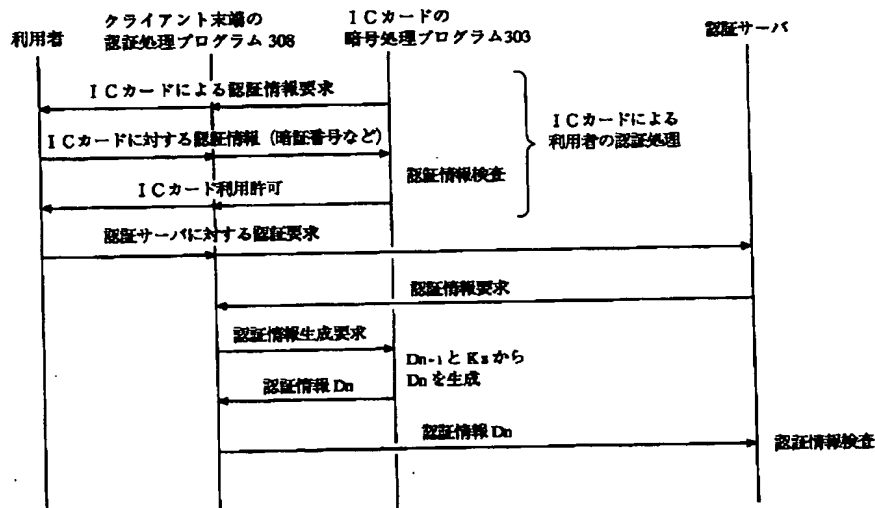 利用者
クライアント末端の
認証処理プログラム 308
ICカードの
暗号処理プログラム303
認証サーバ
ICカードによる認証情報要求
ICカードに対する認証情報(暗証番号など)
ICカードによる
利用者の認証処理
認証情報検査
ICカード利用許可
認証サーバに対する認証要求
認証情報要求
認証情報生成要求
Dn-1とKsから
Dnを生成
認証情報Dn
認証情報Dn
認証情報検査